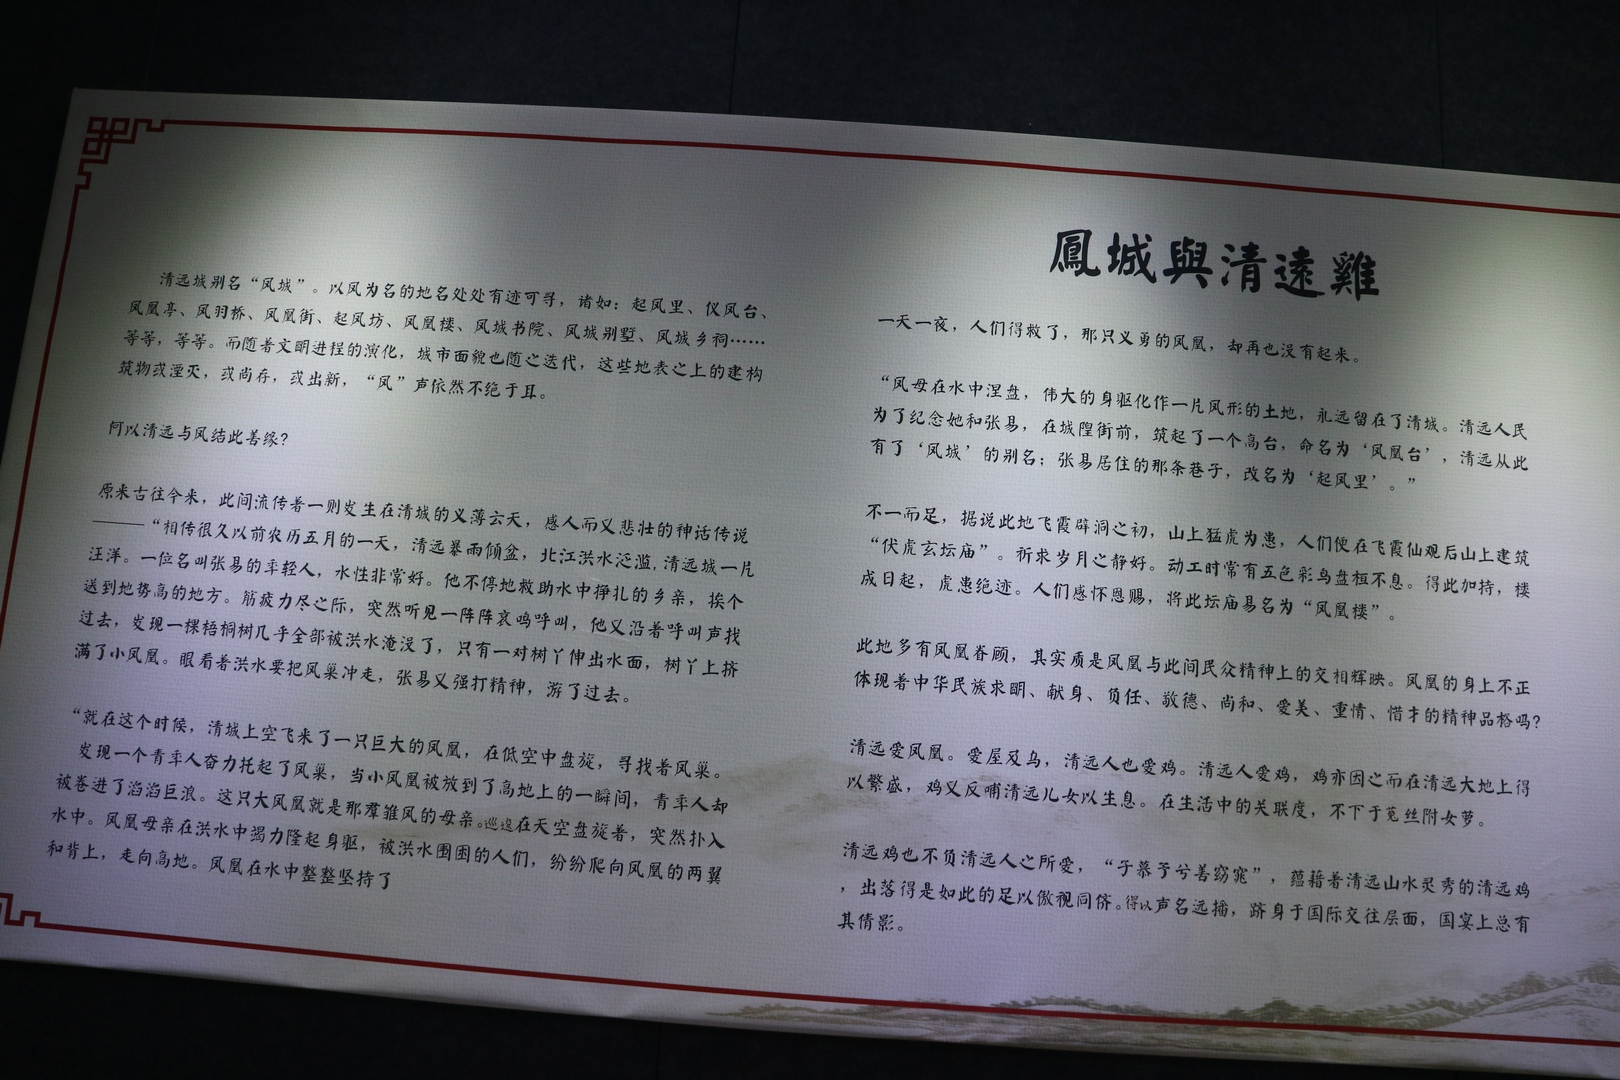 鳳城與清遠雞
清远城别名“凤城”。以凤为名的地名处处有迹可寻，诸如：起凤里、仪凤台、
凤凰亭、凤羽桥、凤凰街、起凤坊、凤凰楼、凤城书院、凤城别墅、凤城乡祠……
等等，等等。而随着文明进程的演化，城市面貌也随之迭代，这些地表之上的建构
筑物或湮灭，或尚存，或出新，“凤”声依然不绝于耳。
何以清远与凤结此善缘？
原来古往今来，此间流传着一则发生在清城的义薄云天，感人而又悲壮的神话传说
———“相传很久以前农历五月的一天，清远暴雨倾盆，北江洪水泛滥,清远城一片
汪洋。一位名叫张易的年轻人，水性非常好。他不停地救助水中挣扎的乡亲，挨个
送到地势高的地方。筋疲力尽之际，突然听见一阵阵哀鸣呼叫，他又沿着呼叫声找
过去，发现一棵梧桐树几乎全部被洪水淹没了，只有一对树丫伸出水面，树丫上挤
满了小凤凰。眼看着洪水要把凤巢冲走，张易又强打精神，游了过去。
“就在这个时候，清城上空飞来了一只巨大的凤凰，在低空中盘旋，寻找着凤巢。
发现一个青年人奋力托起了凤巢，当小凤凰被放到了高地上的一瞬间，青年人却
被卷进了滔滔巨浪。这只大凤凰就是那群雏凤的母亲。巡逡在天空盘旋着，突然扑入
水中。凤凰母亲在洪水中竭力隆起身躯，被洪水围困的人们，纷纷爬向凤凰的两翼
和背上，走向高地。凤凰在水中整整坚持了
一天一夜，人们得救了，那只义勇的凤凰，却再也没有起来。
“凤母在水中涅盘，伟大的身躯化作一片凤形的土地，永远留在了清城。清远人民
为了纪念她和张易，在城隍街前，筑起了一个高台，命名为‘凤凰台’，清远从此
有了‘凤城’的别名；张易居住的那条巷子，改名为‘起凤里’。”
不一而足，据说此地飞霞辟洞之初，山上猛虎为患，人们便在飞霞仙观后山上建筑
“伏虎玄坛庙”。祈求岁月之静好。动工时常有五色彩鸟盘桓不息。得此加持，楼
成日起，虎患绝迹。人们感怀恩赐，将此坛庙易名为“凤凰楼”。
此地多有凤凰眷顾，其实质是凤凰与此间民众精神上的交相辉映。凤凰的身上不正
体现着中华民族求明、献身、负任、敬德、尚和、爱美、重情、惜才的精神品格吗?
清远爱凤凰。爱屋及乌，清远人也爱鸡。清远人爱鸡，鸡亦因之而在清远大地上得
以繁盛，鸡又反哺清远儿女以生息。在生活中的关联度，不下于菟丝附女萝。
清远鸡也不负清远人之所爱，“子慕予兮善窈窕”，蕴藉着清远山水灵秀的清远鸡
，出落得是如此的足以傲视同侪。得以声名远播，跻身于国际交往层面，国宴上总有
其倩影。